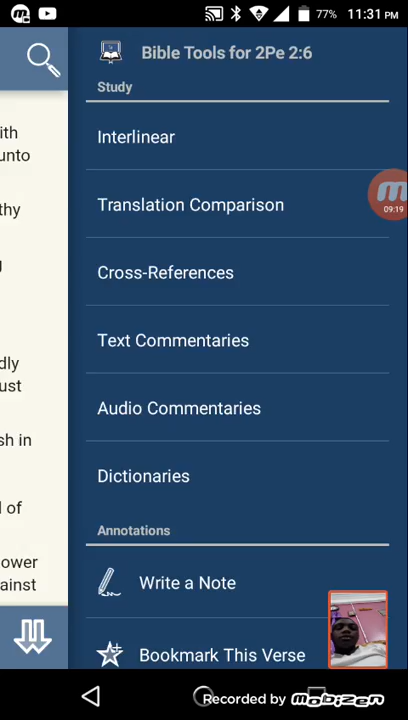 77% 11:31 PM
Bible Tools for 2Pe 2:6
Study
ith
Interlinear
unto
Translation Comparison
thy
09:19
g
Cross-References
Text Commentaries
dly
ust
Audio Commentaries
sh in
Dictionaries
l of
Annotations
ower
ainst
Write a Note
Bookmark This Verse
Recorded by mobizen